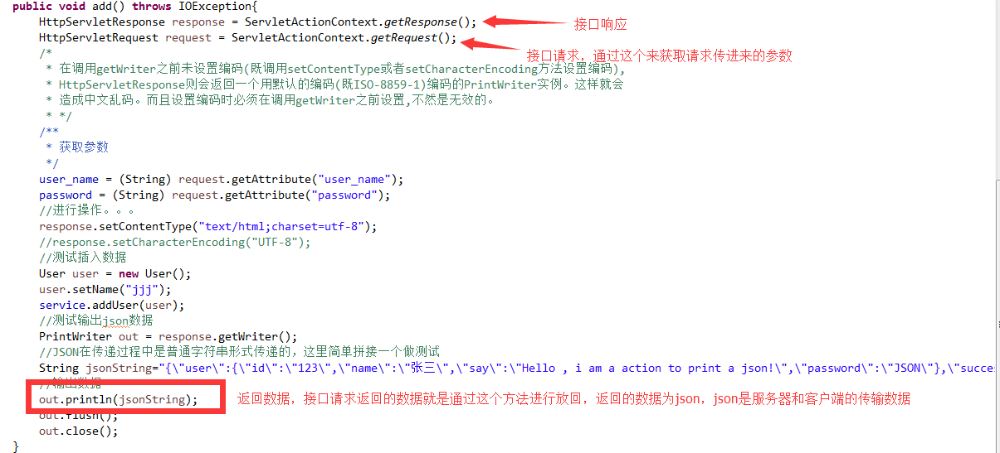 public void add() throws IOException{
HttpServletResponse response = ServletActionContext.getResponse();
接口响应
HttpServletRequest request = ServletActionContext.getRequest();
接口请求，通过这个来获取请求传进来的参数
/*
* 在调用getWriter之前未设置编码(既调用setContentType或者setCharacterEncoding方法设置编码),
* HttpServletResponse则会返回一个用默认的编码(既ISO-8859-1)编码的PrintWriter实例。这样就会
* 造成中文乱码。而且设置编码时必须在调用getWriter之前设置,不然是无效的。
* */
/**
* 获取参数
*/
user_name = (String) request.getAttribute("user_name");
password = (String) request.getAttribute("password");
//进行操作。。。
response.setContentType("text/html;charset=utf-8");
//response.setCharacterEncoding("UTF-8");
//测试插入数据
User user = new User();
user.setName("jjj");
service.addUser(user);
//测试输出json数据
PrintWriter out = response.getWriter();
//JSON在传递过程中是普通字符串形式传递的，这里简单拼接一个做测试
String jsonString="{\"user\":{\"id\":\"123\",\"name\":\"张三\",\"say\":\"Hello , i am a action to print a json!\",\"password\":\"JSON\"},\"succes
//输出数据
out.println(jsonString);
返回数据，接口请求返回的数据就是通过这个方法进行放回，返回的数据为json，json是服务器和客户端的传输数据
out.flush();
out.close();
}